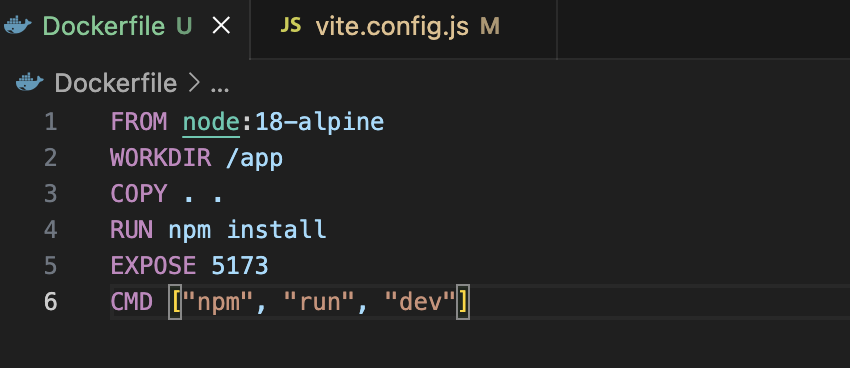 Dockerfile U
JS vite.config.js M
Dockerfile > ...
1 FROM node:18-alpine
2 WORKDIR /app
3 COPY . .
4 RUN npm install
5 EXPOSE 5173
6 CMD ["npm", "run", "dev"]